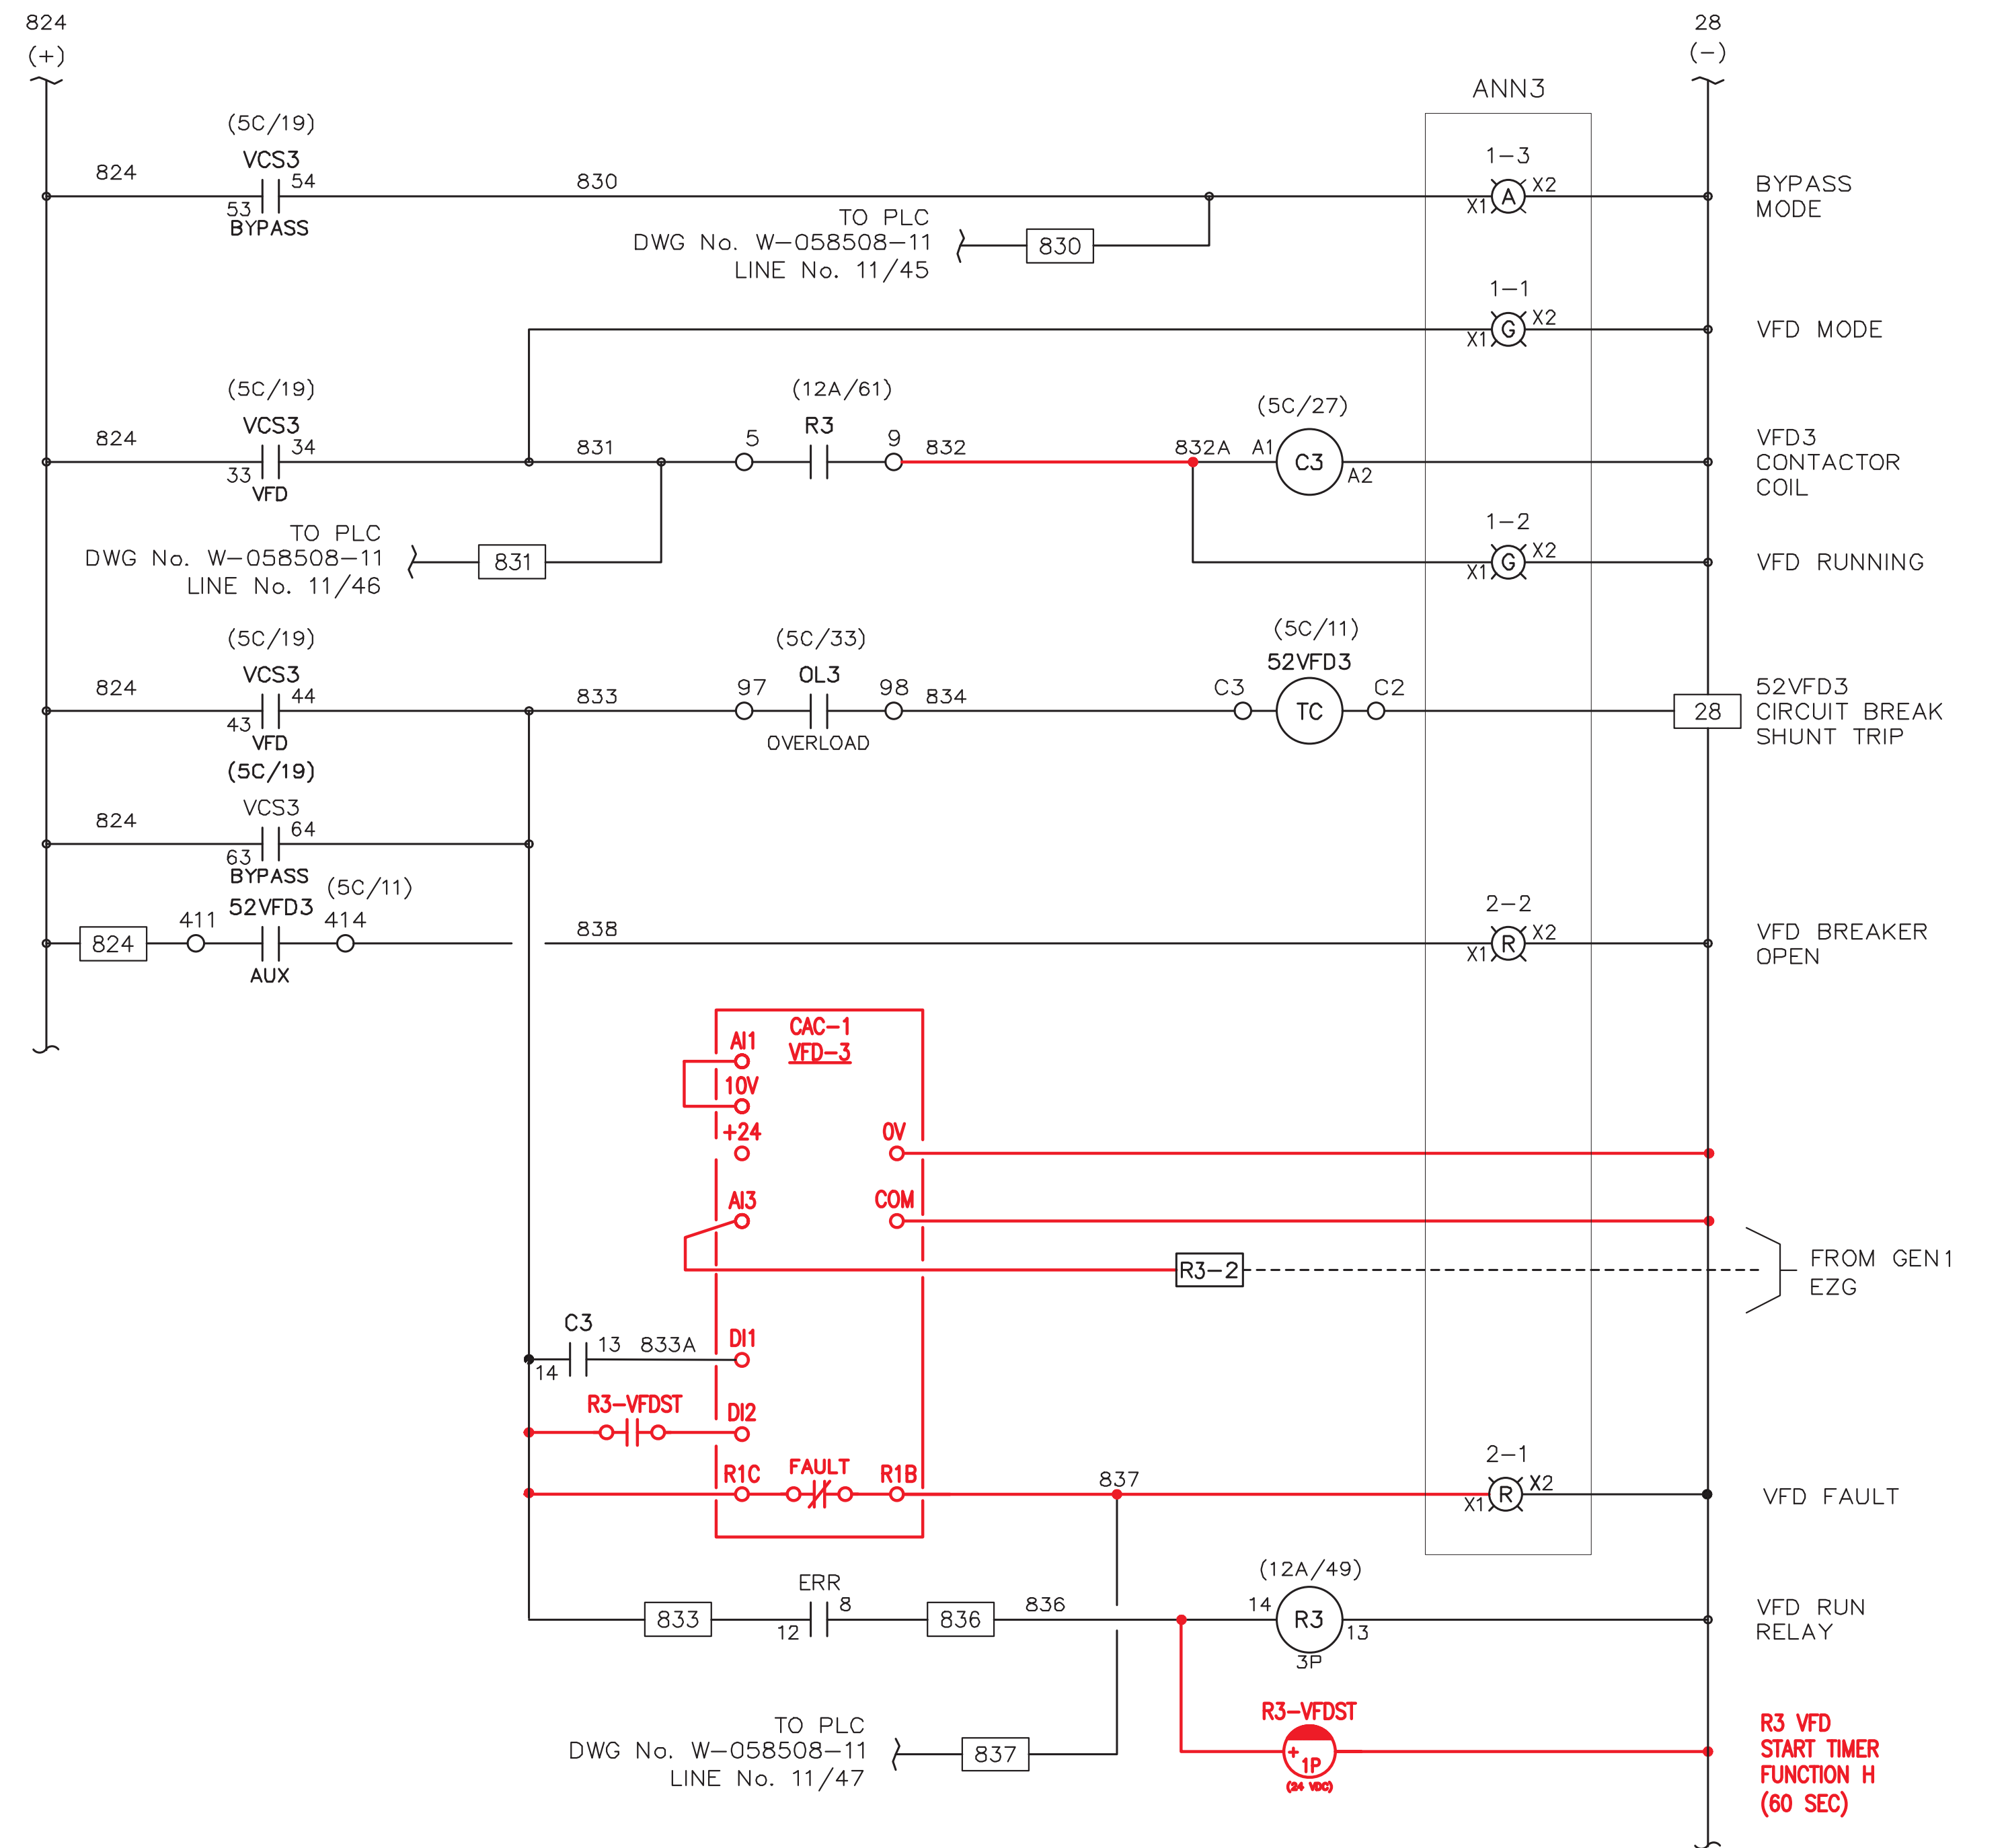 824
(+)
28
(−)
ANN3
(5C/19)
VCS3
824
53
54
BYPASS
830
1−3
A
X1
X2
BYPASS
MODE
TO PLC
DWG No. W−058508−11
LINE No. 11/45
830
1−1
G
X1
X2
VFD MODE
(5C/19)
VCS3
824
33
34
VFD
831
5
(12A/61)
R3
9
832
832A
(5C/27)
A1
C3
A2
VFD3
CONTACTOR
COIL
TO PLC
DWG No. W−058508−11
LINE No. 11/46
831
1−2
G
X1
X2
VFD RUNNING
(5C/19)
VCS3
824
43
44
VFD
833
97
(5C/33)
OL3
98
OVERLOAD
834
(5C/11)
52VFD3
C3
TC
C2
28
52VFD3
CIRCUIT BREAK
SHUNT TRIP
(5C/19)
VCS3
824
63
64
BYPASS
(5C/11)
52VFD3
824
411
414
AUX
838
2−2
R
X1
X2
VFD BREAKER
OPEN
CAC−1
VFD−3
AI1
10V
+24
0V
AI3
COM
R3−2
FROM GEN1
EZG
C3
14
13
833A
DI1
R3−VFDST
DI2
R1C
FAULT
R1B
837
2−1
R
X1
X2
VFD FAULT
833
ERR
12
8
836
836
(12A/49)
14
R3
13
3P
VFD RUN
RELAY
TO PLC
DWG No. W−058508−11
LINE No. 11/47
837
R3−VFDST
+
1P
(24 VDC)
R3 VFD
START TIMER
FUNCTION H
(60 SEC)